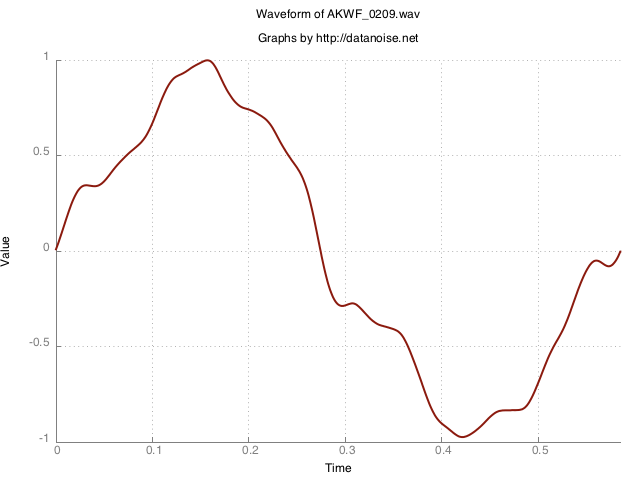 Waveform of AKWF_0209.wav
Graphs by http://datanoise.net
1
0.5
0
-0.5
-1
Value
0 0.1 0.2 0.3 0.4 0.5
Time